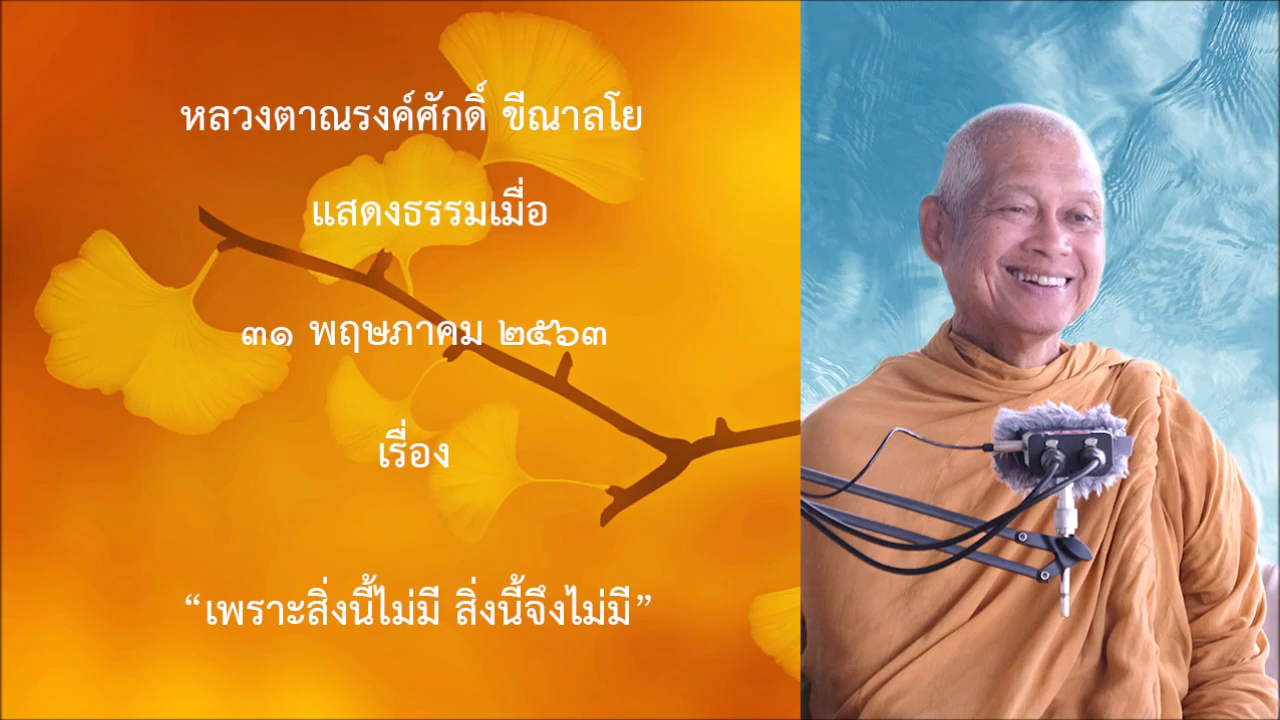 หลวงตาณรงค์ศักดิ์ ขีณาลโย
แสดงธรรมเมื่อ
๓๑ พฤษภาคม ๒๕๖๓
เรื่อง
“เพราะสิ่งนี้ไม่มี สิ่งนี้จึงไม่มี”